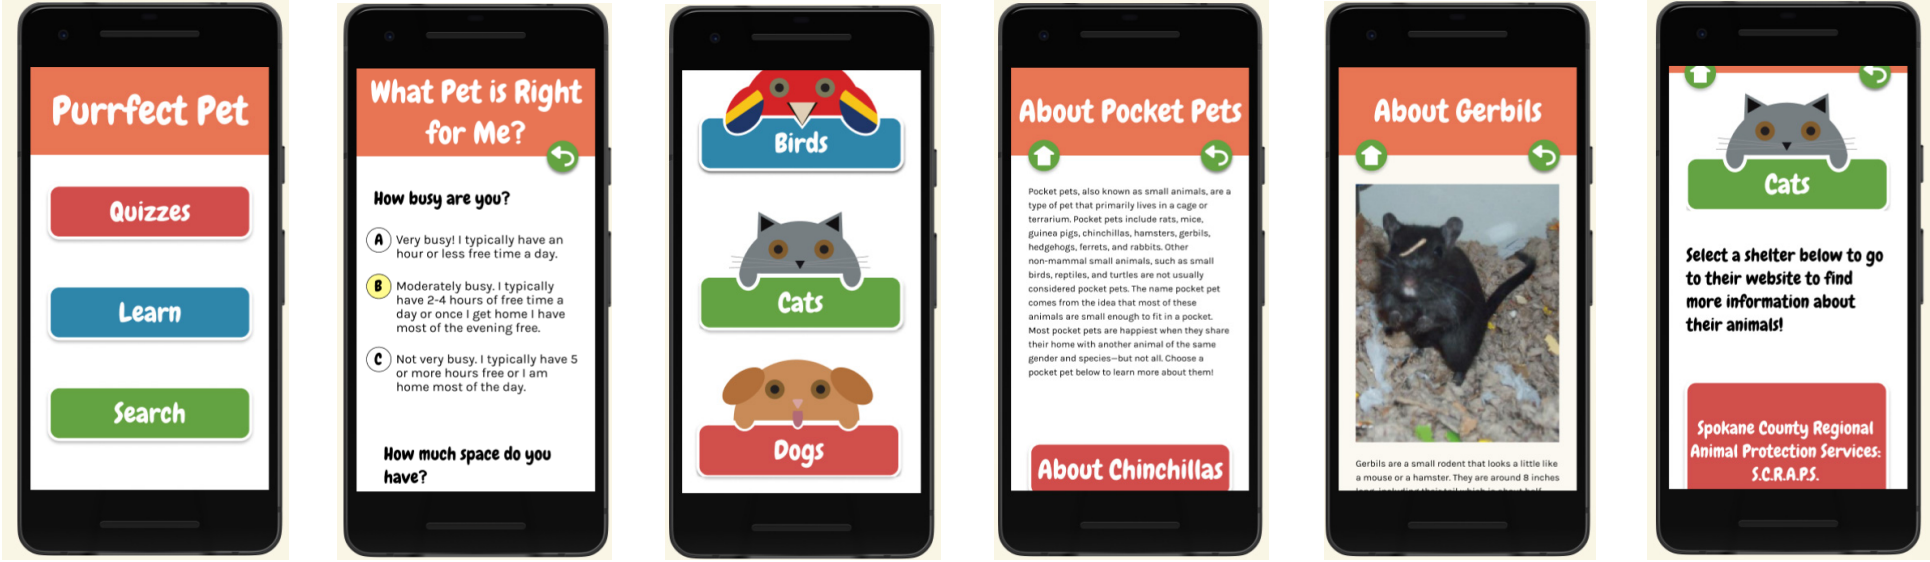 Purrfect Pet
Quizzes
Learn
Search
What Pet is Right
for Me?
How busy are you?
A Very busy! I typically have an
hour or less free time a day.
B Moderately busy. I typically
have 2-4 hours of free time a
day or once I get home I have
most of the evening free.
C Not very busy. I typically have 5
or more hours free or I am
home most of the day.
How much space do you
have?
Birds
Cats
Dogs
About Pocket Pets
Pocket pets, also known as small animals, are a
type of pet that primarily lives in a cage or
terrarium. Pocket pets include rats, mice,
guinea pigs, chinchillas, hamsters, gerbils,
hedgehogs, ferrets, and rabbits. Other
non-mammal small animals, such as small
birds, reptiles, and turtles are not usually
considered pocket pets. The name pocket pet
comes from the idea that most of these
animals are small enough to fit in a pocket.
Most pocket pets are happiest when they share
their home with another animal of the same
gender and species—but not all. Choose a
pocket pet below to learn more about them!
About Chinchillas
About Gerbils
Gerbils are a small rodent that looks a little like
a mouse or a hamster. They are around 8 inches
long, including their tail which is about half
Cats
Select a shelter below to go
to their website to find
more information about
their animals!
Spokane County Regional
Animal Protection Services:
S.C.R.A.P.S.